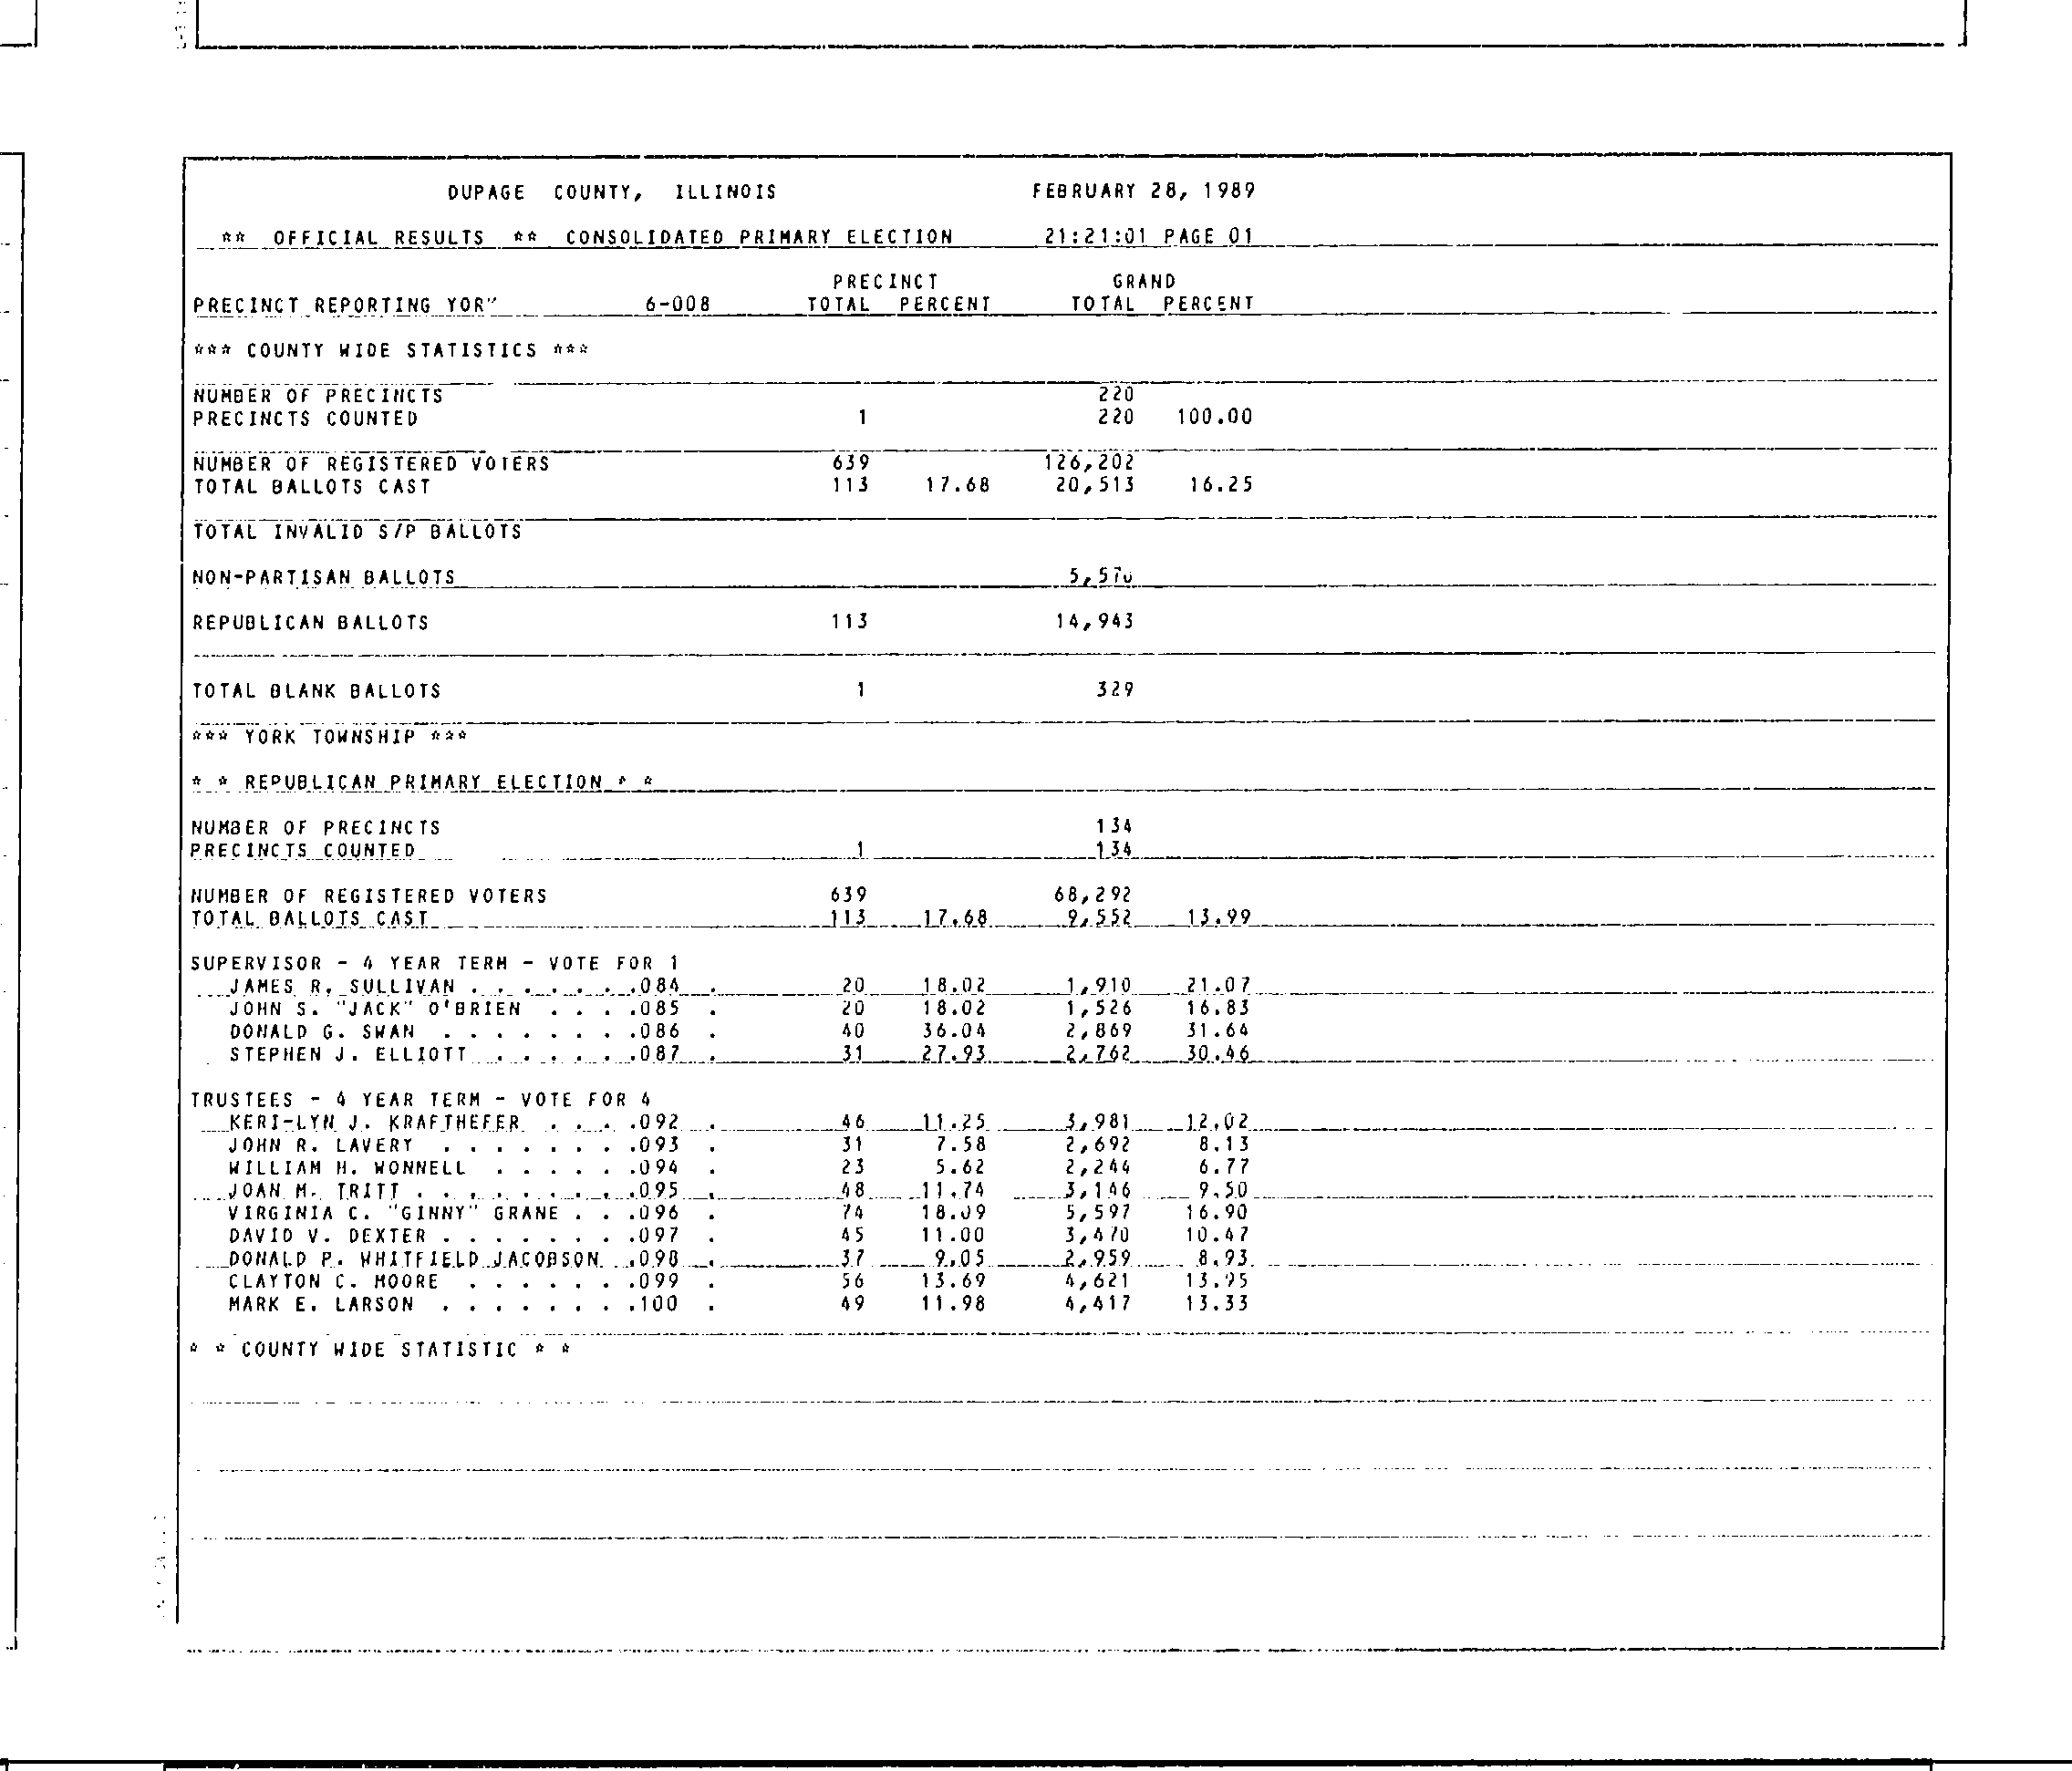 DUPAGE COUNTY, ILLINOIS FEBRUARY 28, 1989
** OFFICIAL RESULTS ** CONSOLIDATED PRIMARY ELECTION 21:21:01 PAGE 01
PRECINCT GRAND
PRECINCT REPORTING YOR" 6-008 TOTAL PERCENT TOTAL PERCENT
*** COUNTY WIDE STATISTICS ***
NUMBER OF PRECINCTS 220
PRECINCTS COUNTED 1 220 100.00
NUMBER OF REGISTERED VOTERS 639 126,202
TOTAL BALLOTS CAST 113 17.68 20,513 16.25
TOTAL INVALID S/P BALLOTS
NON-PARTISAN BALLOTS 5,570
REPUBLICAN BALLOTS 113 14,943
TOTAL BLANK BALLOTS 1 329
*** YORK TOWNSHIP ***
* * REPUBLICAN PRIMARY ELECTION * *
NUMBER OF PRECINCTS 134
PRECINCTS COUNTED 1 134
NUMBER OF REGISTERED VOTERS 639 68,292
TOTAL BALLOTS CAST 113 17.68 9,552 13.99
SUPERVISOR - 4 YEAR TERM - VOTE FOR 1
JAMES R. SULLIVAN . . . . . . .084 . 20 18.02 1,910 21.07
JOHN S. "JACK" O'BRIEN . . . .085 . 20 18.02 1,526 16.83
DONALD G. SWAN . . . . . . . .086 . 40 36.04 2,869 31.64
STEPHEN J. ELLIOTT . . . . . .087 . 31 27.93 2,762 30.46
TRUSTEES - 4 YEAR TERM - VOTE FOR 4
KERI-LYN J. KRAFTHEFER . . . .092 . 46 11.25 3,981 12.02
JOHN R. LAVERY . . . . . . . .093 . 31 7.58 2,692 8.13
WILLIAM H. WONNELL . . . . . .094 . 23 5.62 2,244 6.77
JOAN M. TRITT . . . . . . . . .095 . 48 11.74 3,146 9.50
VIRGINIA C. "GINNY" GRANE . . .096 . 74 18.09 5,597 16.90
DAVID V. DEXTER . . . . . . . .097 . 45 11.00 3,470 10.47
DONALD P. WHITFIELD JACOBSON .098 . 37 9.05 2,959 8.93
CLAYTON C. MOORE . . . . . . .099 . 56 13.69 4,621 13.95
MARK E. LARSON . . . . . . . .100 . 49 11.98 4,417 13.33
* * COUNTY WIDE STATISTIC * *